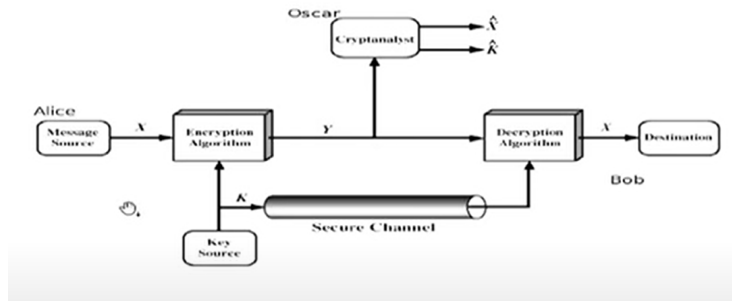 Oscar
Cryptanalyst
X̂
K̂
Alice
Message
Source
X
Encryption
Algorithm
Y
Decryption
Algorithm
X
Destination
Bob
K
Secure Channel
Key
Source